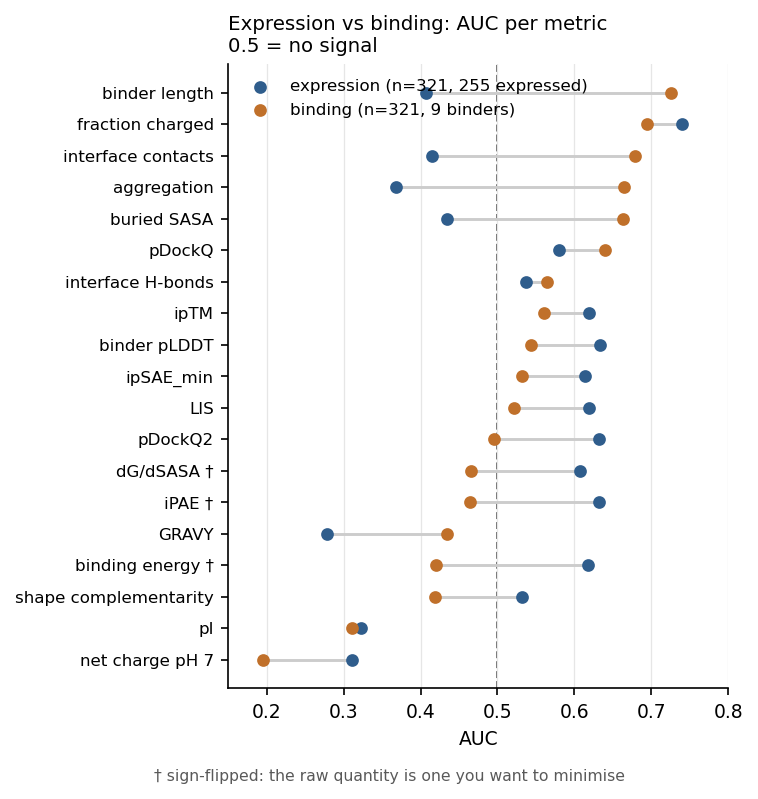 Expression vs binding: AUC per metric
0.5 = no signal
expression (n=321, 255 expressed)
binding (n=321, 9 binders)
binder length
fraction charged
interface contacts
aggregation
buried SASA
pDockQ
interface H-bonds
ipTM
binder pLDDT
ipSAE_min
LIS
pDockQ2
dG/dSASA †
iPAE †
GRAVY
binding energy †
shape complementarity
pI
net charge pH 7
0.2 0.3 0.4 0.5 0.6 0.7 0.8
AUC
† sign-flipped: the raw quantity is one you want to minimise